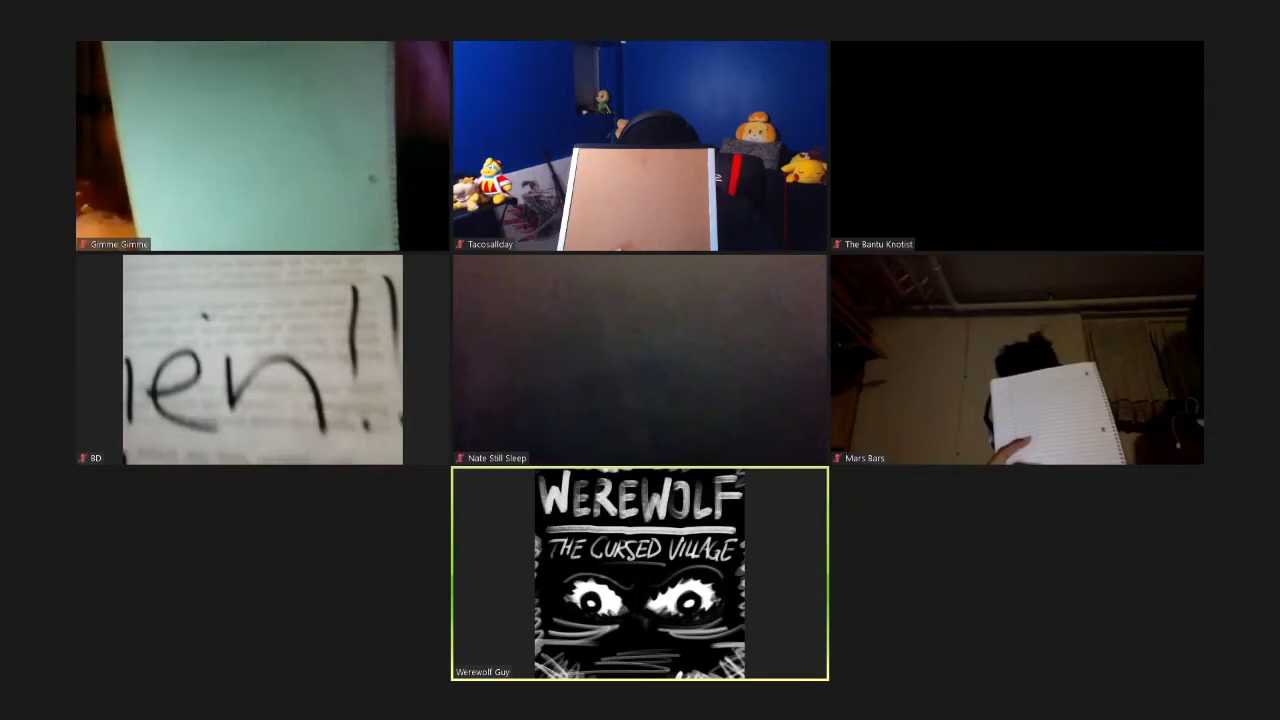 Gimme Gimme
Tacosallday
The Bantu Knotist
ien!!
BD
Nate Still Sleep
Mars Bars
WEREWOLF
THE CURSED VILLAGE
Werewolf Guy